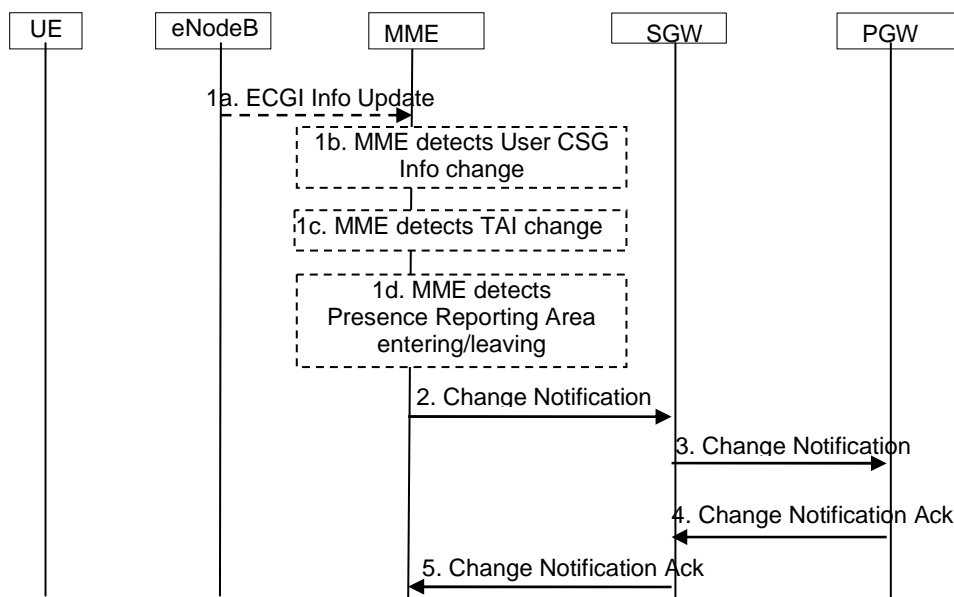 UE
eNodeB
MME
SGW
PGW
1a. ECGI Info Update
1b. MME detects User CSG
Info change
1c. MME detects TAI change
1d. MME detects
Presence Reporting Area
entering/leaving
2. Change Notification
3. Change Notification
4. Change Notification Ack
5. Change Notification Ack